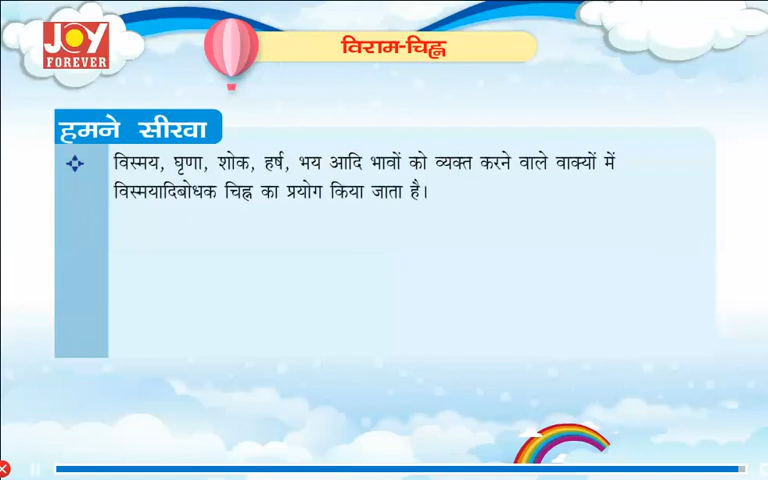 JOY
FOREVER
विराम-चिह्न
हमने सीखा
विस्मय, घृणा, शोक, हर्ष, भय आदि भावों को व्यक्त करने वाले वाक्यों में
विस्मयादिबोधक चिह्न का प्रयोग किया जाता है।